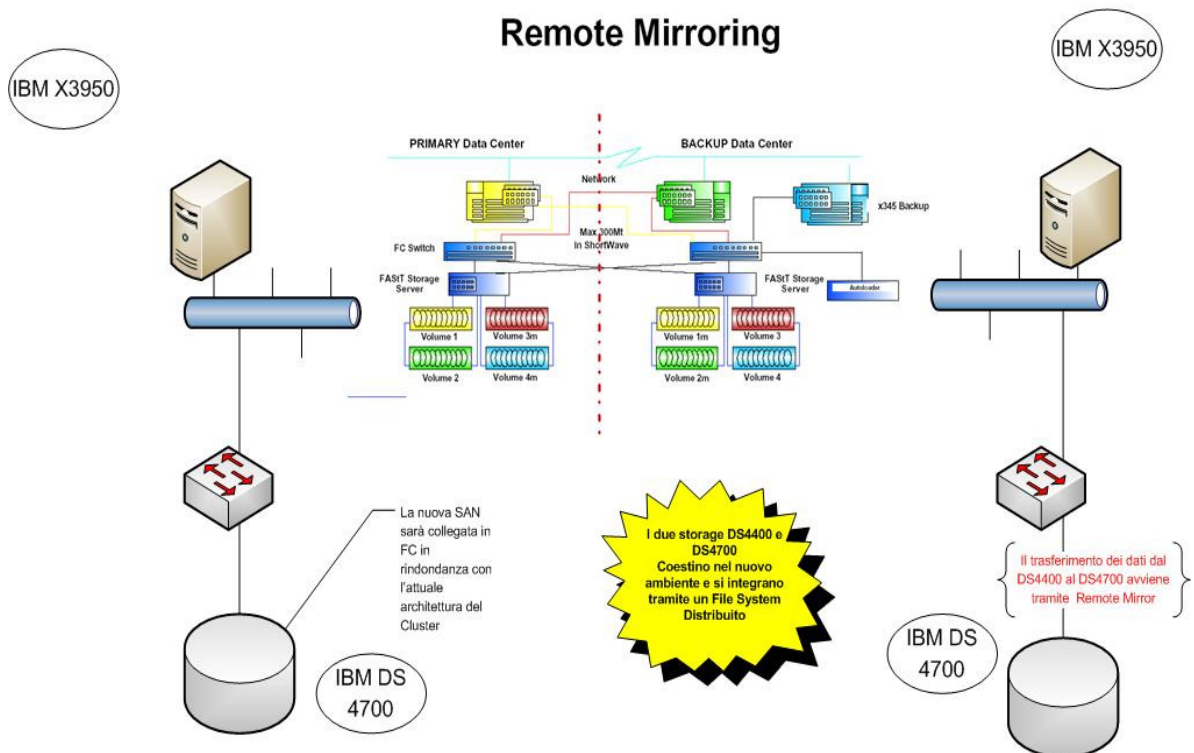 Remote Mirroring
IBM X3950
IBM X3950
PRIMARY Data Center
BACKUP Data Center
Network
x345 Backup
Max 300Mt
in ShortWave
FC Switch
FAStT Storage
Server
FAStT Storage
Server
Autoloader
Volume 1
Volume 3m
Volume 2
Volume 4m
Volume 1m
Volume 3
Volume 2m
Volume 4
La nuova SAN
sarà collegata in
FC in
rindondanza con
l'attuale
architettura del
Cluster
I due storage DS4400 e
DS4700
Coestino nel nuovo
ambiente e si integrano
tramite un File System
Distribuito
Il trasferimento dei dati dal
DS4400 al DS4700 avviene
tramite Remote Mirror
IBM DS
4700
IBM DS
4700